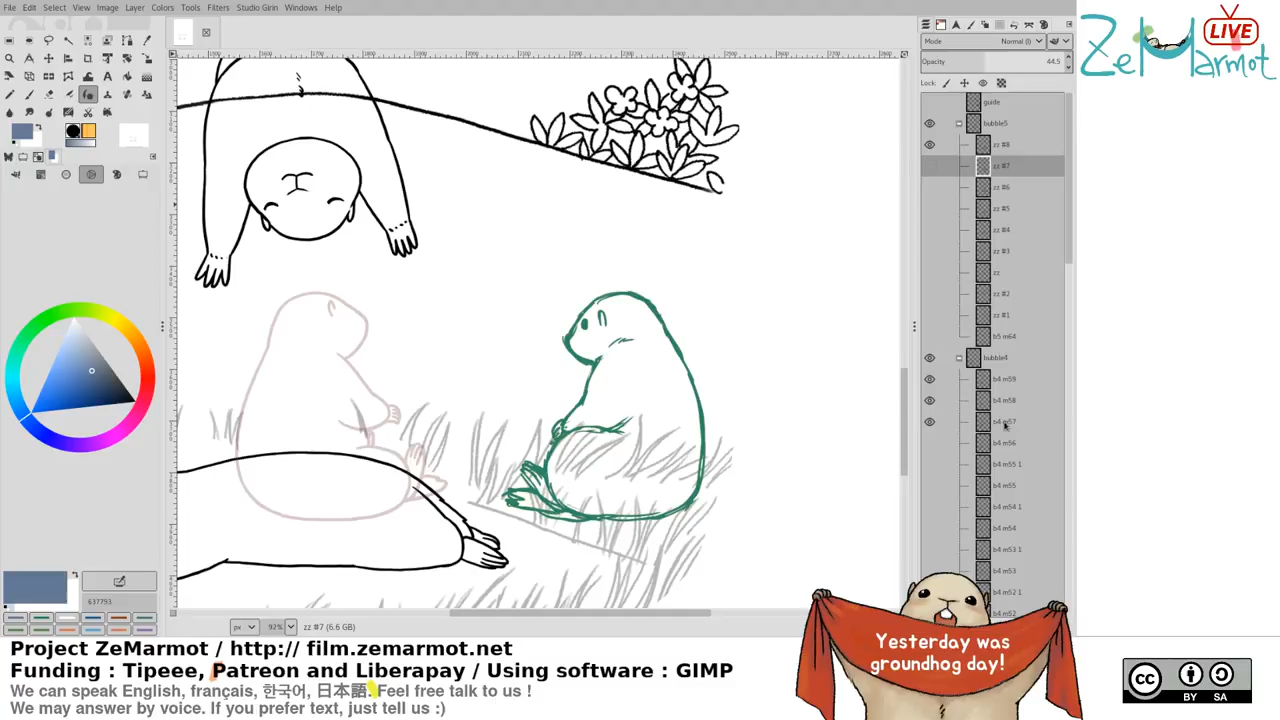 File Edit Select View Image Layer Colors Tools Filters Studio Girin Windows Help
Mode Normal (l)
Opacity 44.5
Lock:
guide
bubble5
zz #8
zz #7
zz #6
zz #5
zz #4
zz #3
zz
zz #2
zz #1
b5 m64
bubble4
b4 m59
b4 m58
b4 m57
b4 m56
b4 m55 1
b4 m55
b4 m54 1
b4 m54
b4 m53 1
b4 m53
b4 m52 1
b4 m52
637793
px 92% zz #7 (6.6 GB)
ZeMarmot
LIVE
Yesterday was
groundhog day!
Project ZeMarmot / http:// film.zemarmot.net
Funding : Tipeee, Patreon and Liberapay / Using software : GIMP
We can speak English, français, 한국어, 日本語. Feel free talk to us !
We may answer by voice. If you prefer text, just tell us :)
cc
BY SA